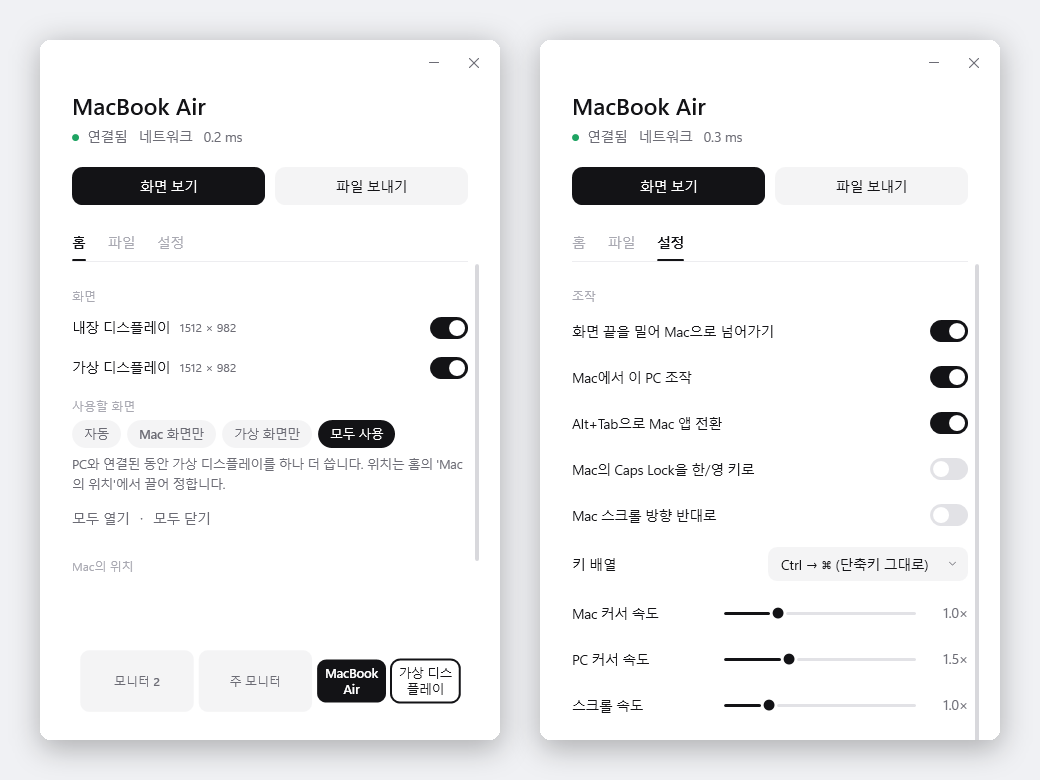 MacBook Air
연결됨 네트워크 0.2 ms
화면 보기
파일 보내기
홈
파일
설정
화면
내장 디스플레이 1512 × 982
가상 디스플레이 1512 × 982
사용할 화면
자동
Mac 화면만
가상 화면만
모두 사용
PC와 연결된 동안 가상 디스플레이를 하나 더 씁니다. 위치는 홈의 'Mac
의 위치'에서 끌어 정합니다.
모두 열기 · 모두 닫기
Mac의 위치
모니터 2
주 모니터
MacBook
Air
가상 디스
플레이
MacBook Air
연결됨 네트워크 0.3 ms
화면 보기
파일 보내기
홈
파일
설정
조작
화면 끝을 밀어 Mac으로 넘어가기
Mac에서 이 PC 조작
Alt+Tab으로 Mac 앱 전환
Mac의 Caps Lock을 한/영 키로
Mac 스크롤 방향 반대로
키 배열 Ctrl → ⌘ (단축키 그대로)
Mac 커서 속도 1.0×
PC 커서 속도 1.5×
스크롤 속도 1.0×